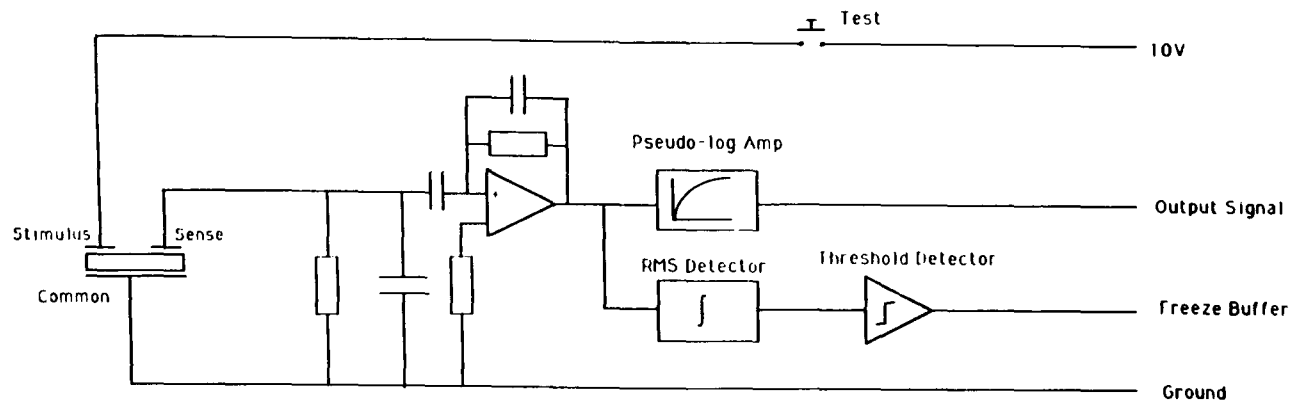 Test
10V
Pseudo-log Amp
Output Signal
Stimulus
Sense
RMS Detector
Threshold Detector
Common
Freeze Buffer
Ground